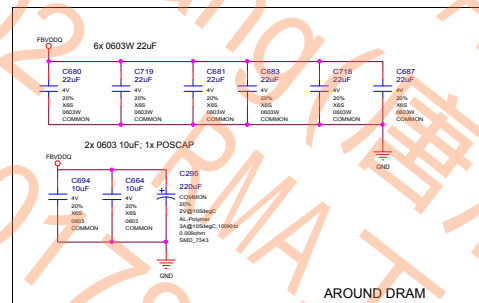 FBVDDQ
6x 0603W 22uF
C680
22uF
4V
20%
X6S
0603W
COMMON
C719
22uF
4V
20%
X6S
0603W
COMMON
C681
22uF
4V
20%
X6S
0603W
COMMON
C683
22uF
4V
20%
X6S
0603W
COMMON
C718
22uF
4V
20%
X6S
0603W
COMMON
C687
22uF
4V
20%
X6S
0603W
COMMON
GND
2x 0603 10uF; 1x POSCAP
FBVDDQ
C694
10uF
4V
20%
X6S
0603
COMMON
C664
10uF
4V
20%
X6S
0603
COMMON
C295
220uF
COMMON
20%
2V@105degC
AL-Polymer
3A@105degC,100KHz
0.009ohm
SMD_7343
GND
AROUND DRAM